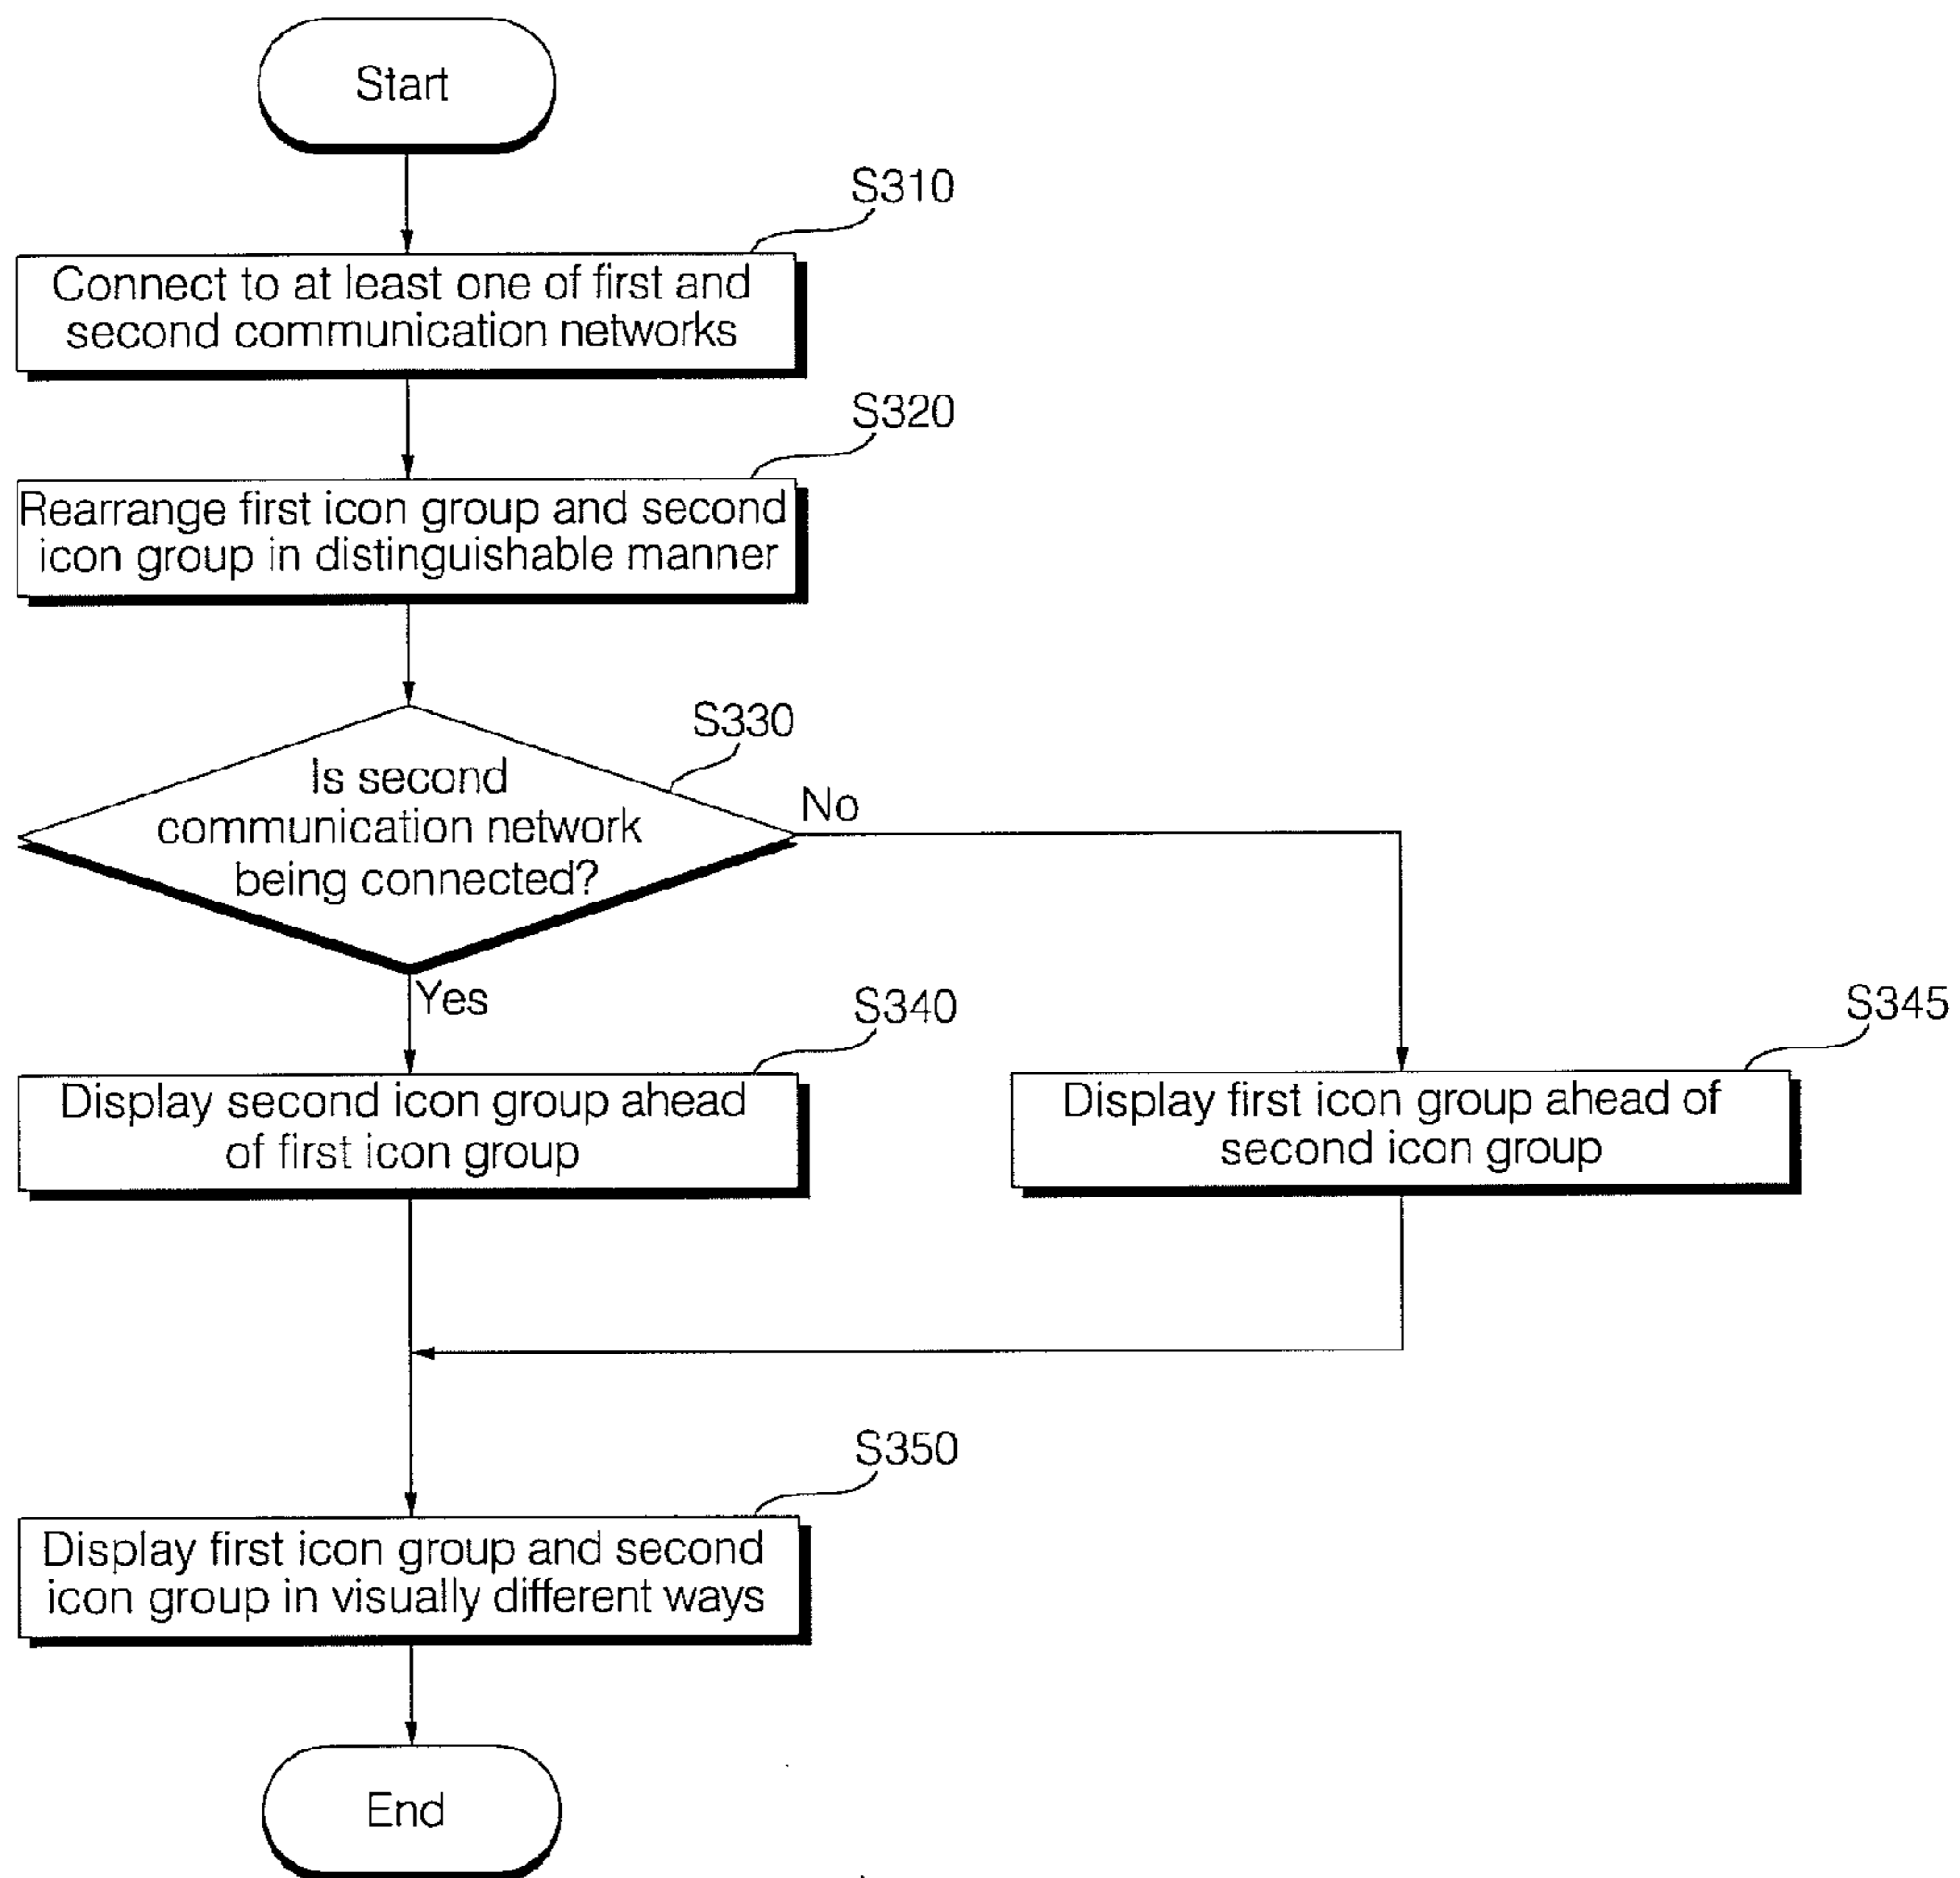 Start
S310
Connect to at least one of first and
second communication networks
S320
Rearrange first icon group and second
icon group in distinguishable manner
S330
Is second
communication network
being connected?
No
Yes
S340
Display second icon group ahead
of first icon group
S345
Display first icon group ahead of
second icon group
S350
Display first icon group and second
icon group in visually different ways
End